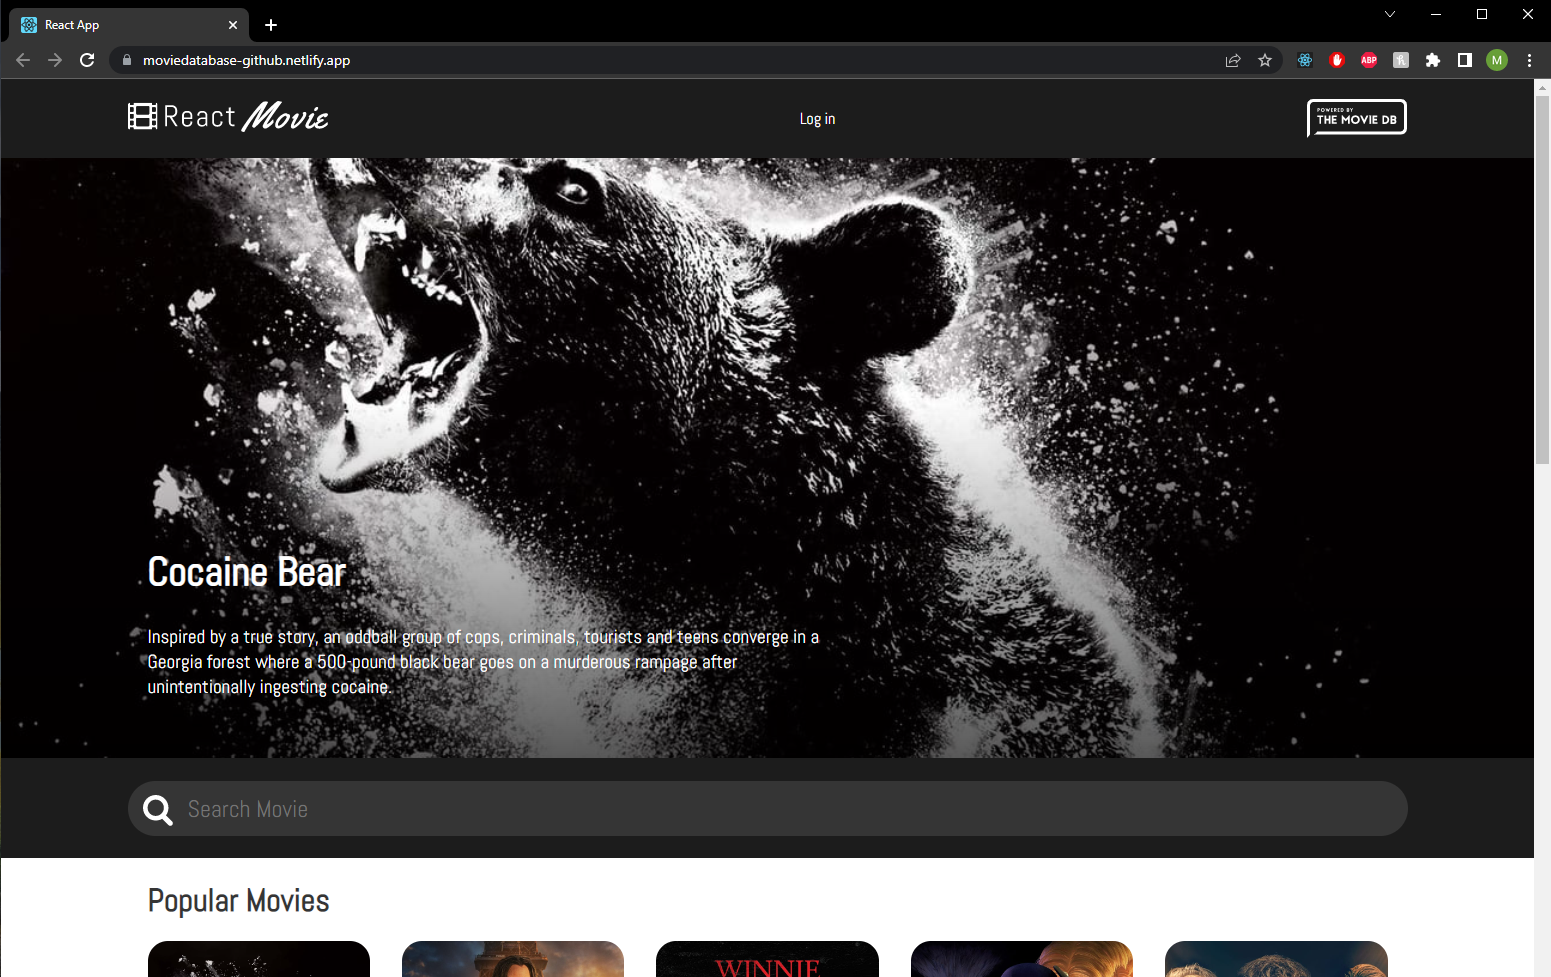 React App
moviedatabase-github.netlify.app
ABP
M
React Movie
Log in
POWERED BY
THE MOVIE DB
Cocaine Bear
Inspired by a true story, an oddball group of cops, criminals, tourists and teens converge in a
Georgia forest where a 500-pound black bear goes on a murderous rampage after
unintentionally ingesting cocaine.
Search Movie
Popular Movies
WINNIE